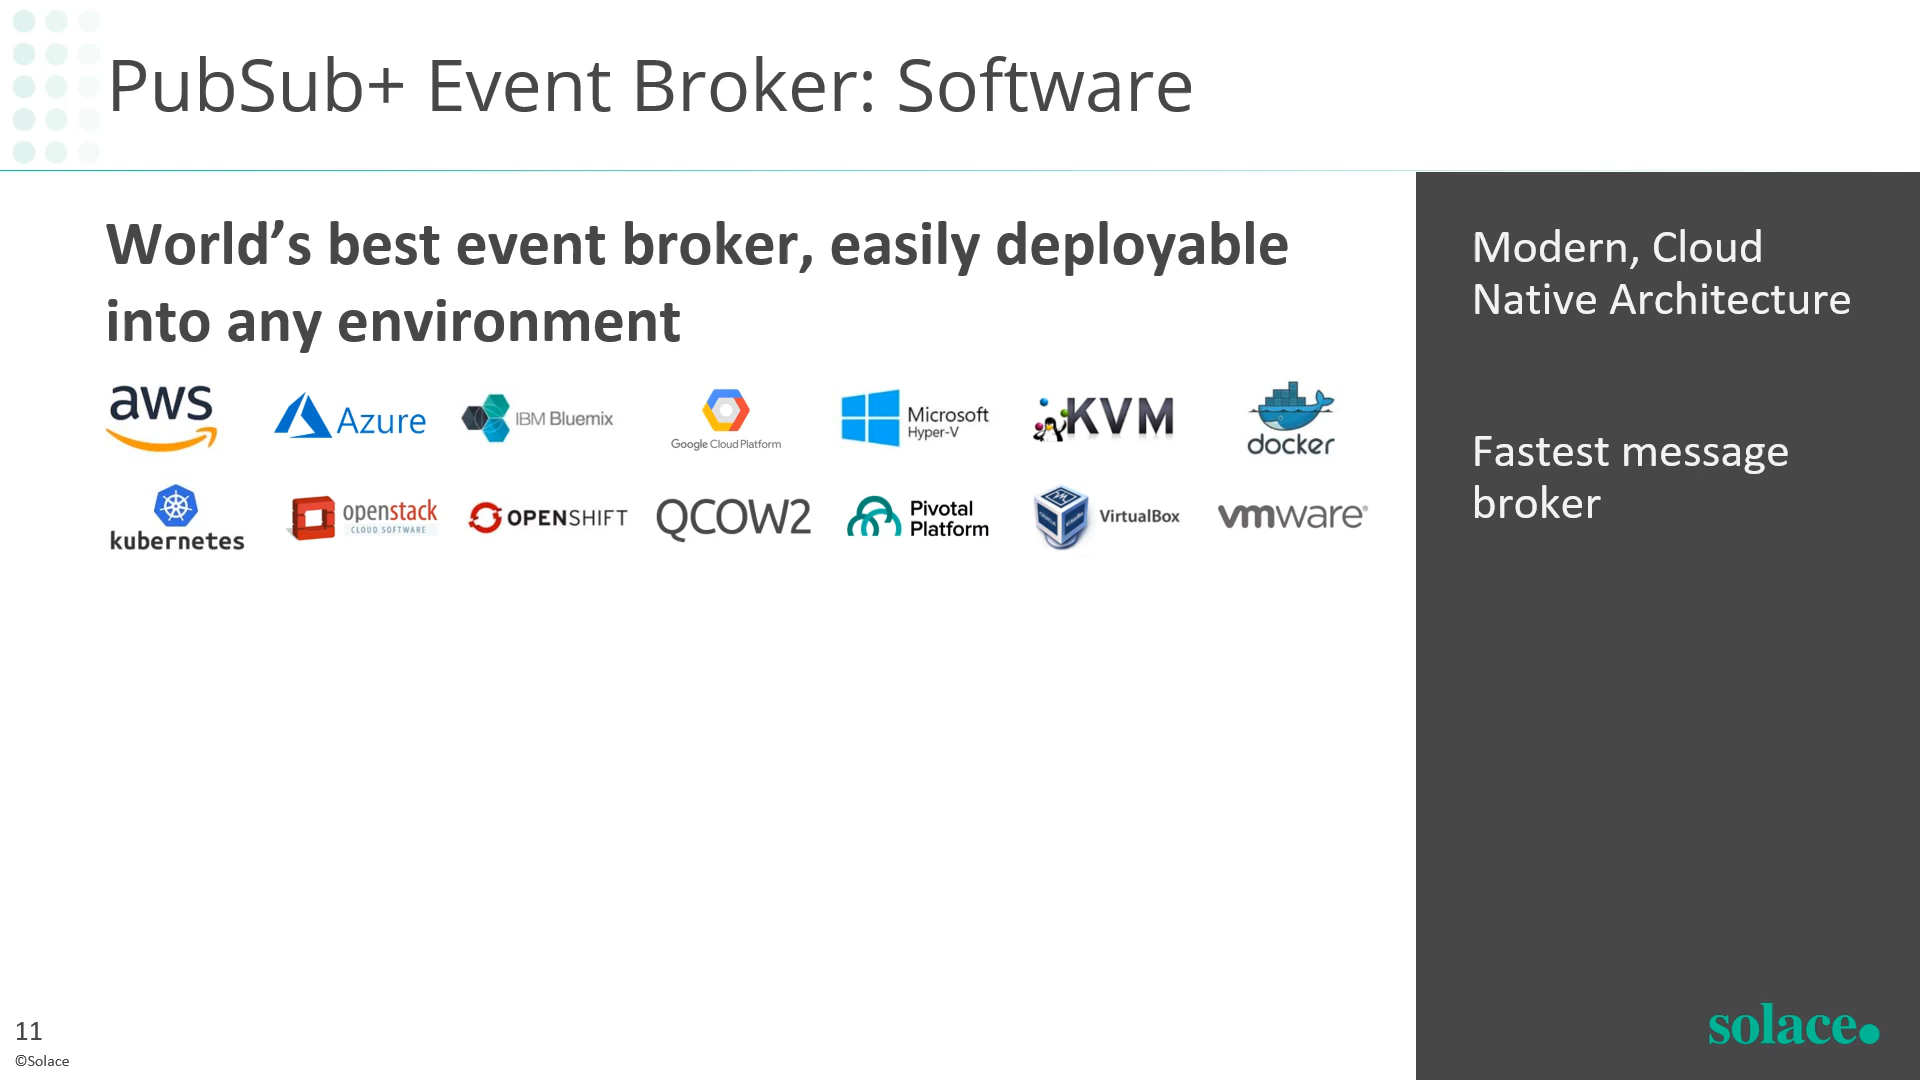 PubSub+ Event Broker: Software
World’s best event broker, easily deployable
into any environment
aws
Azure
IBM Bluemix
Google Cloud Platform
Microsoft
Hyper-V
KVM
docker
kubernetes
openstack
CLOUD SOFTWARE
OPENSHIFT
QCOW2
Pivotal
Platform
VirtualBox
vmware®
Modern, Cloud
Native Architecture
Fastest message
broker
solace
11
©Solace